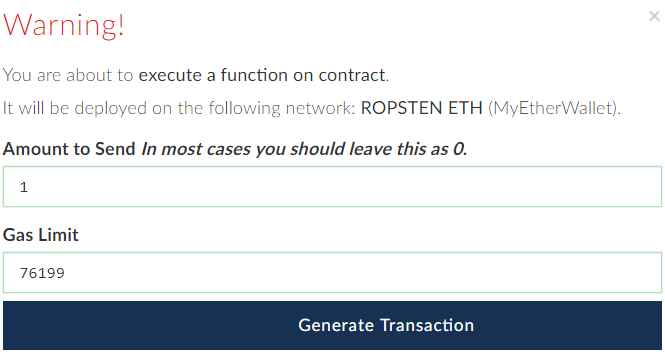 Warning!
×
You are about to execute a function on contract.
It will be deployed on the following network: ROPSTEN ETH (MyEtherWallet).
Amount to Send In most cases you should leave this as 0.
1
Gas Limit
76199
Generate Transaction